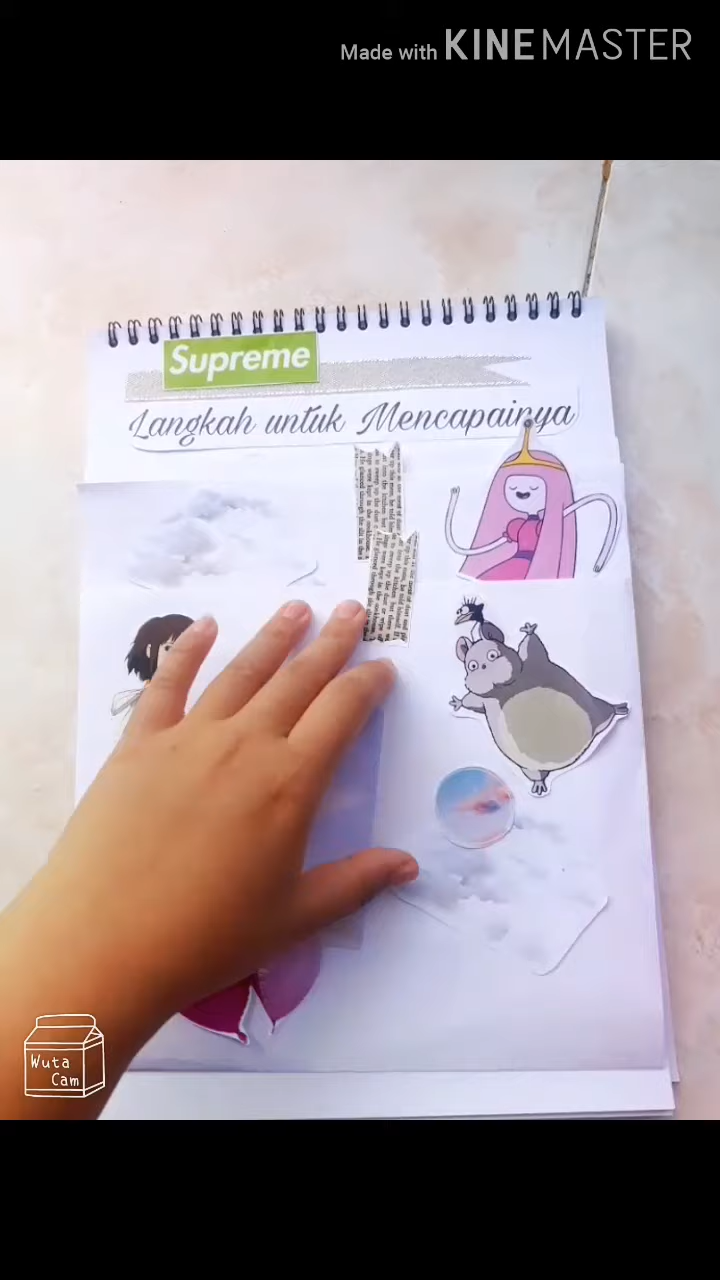 Made with KINEMASTER
Supreme
Langkah untuk Mencapainya
Wuta
Cam